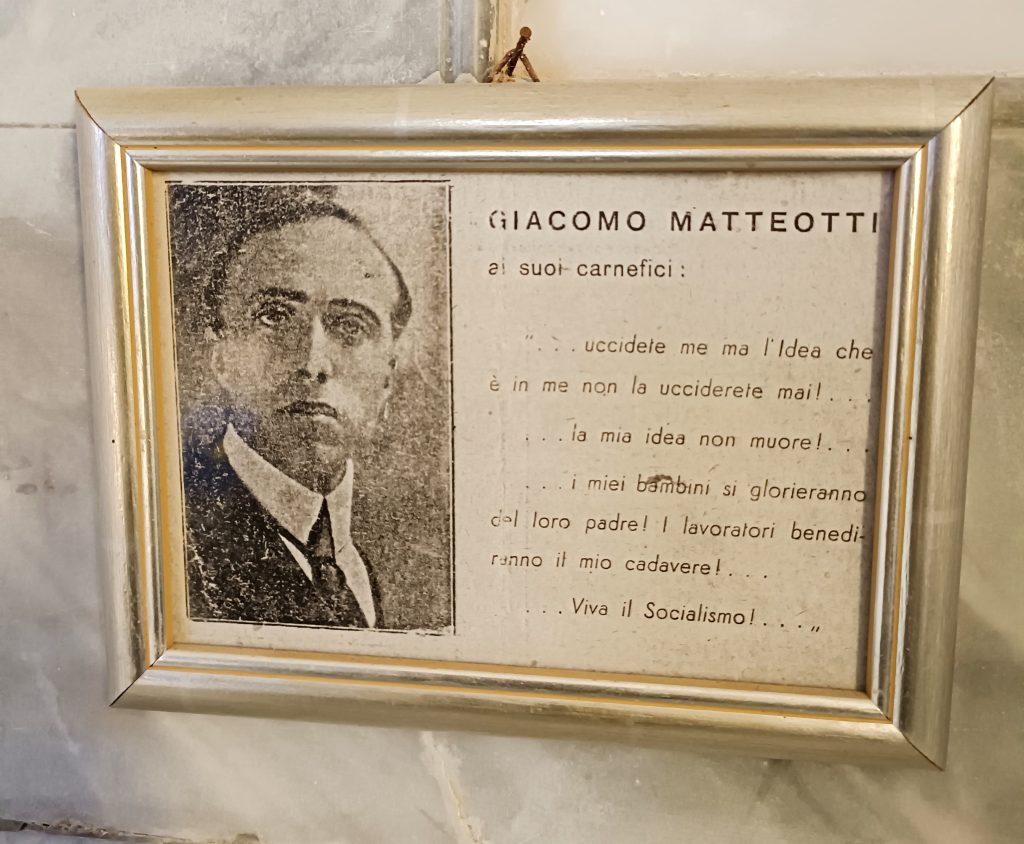 GIACOMO MATTEOTTI
ai suoi carnefici :
". . . uccidete me ma l'Idea che
è in me non la ucciderete mai! . . .
. . . la mia idea non muore! . . .
. . . i miei bambini si glorieranno
del loro padre! I lavoratori benedi-
ranno il mio cadavere! . . .
. . . Viva il Socialismo! . . . „